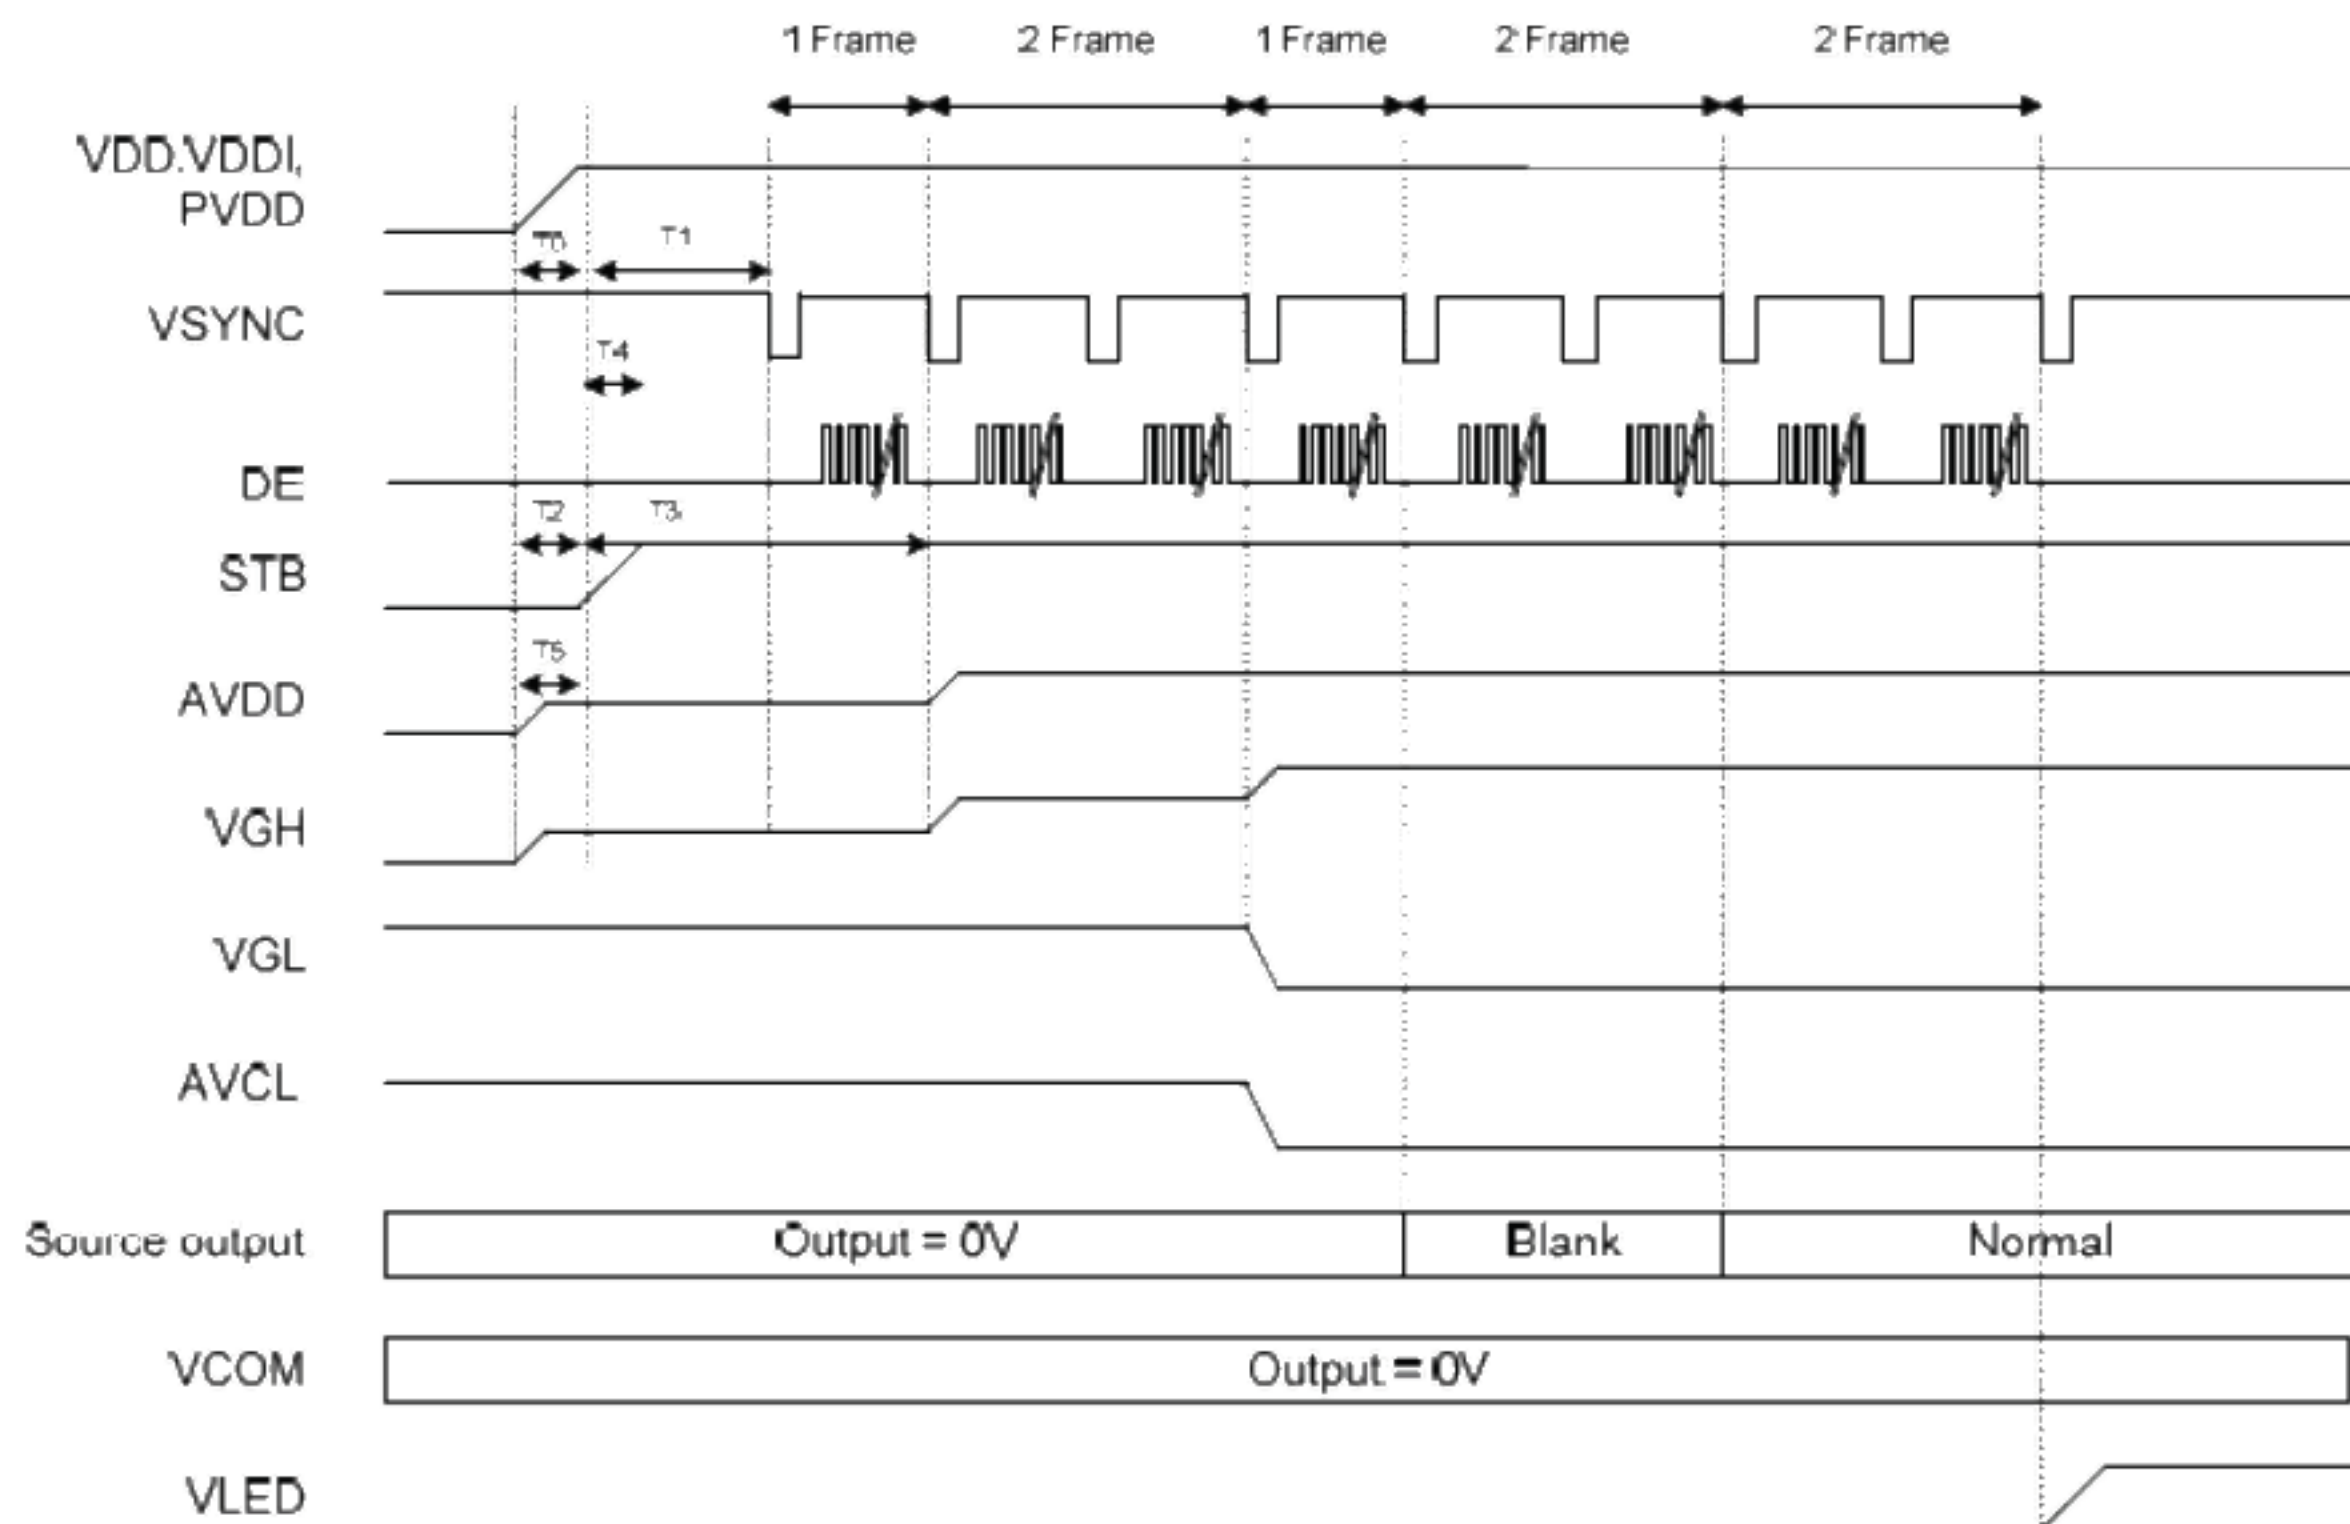 1 Frame 2 Frame 1 Frame 2 Frame 2 Frame
VDD.VDDI,
PVDD
T6 T1
VSYNC
T4
DE
T2 T3
STB
T5
AVDD
VGH
VGL
AVCL
Source output Output = 0V Blank Normal
VCOM Output = 0V
VLED